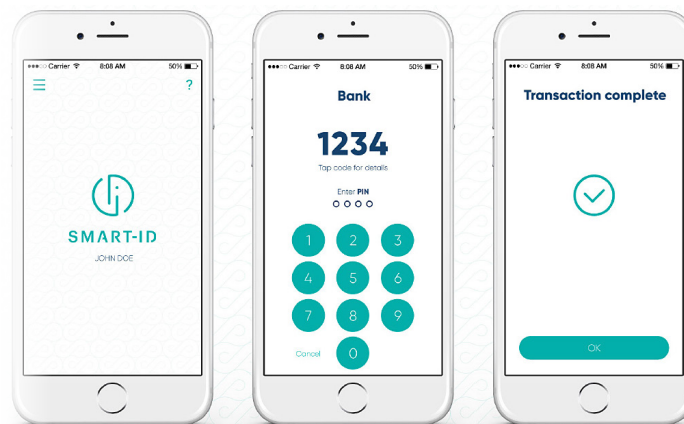 Carrier 8:08 AM 50%
?
SMART-ID
JOHN DOE
Carrier 8:08 AM 50%
Bank
1234
Tap code for details
Enter PIN
1 2 3
4 5 6
7 8 9
Cancel 0
Carrier 8:08 AM 50%
Transaction complete
OK